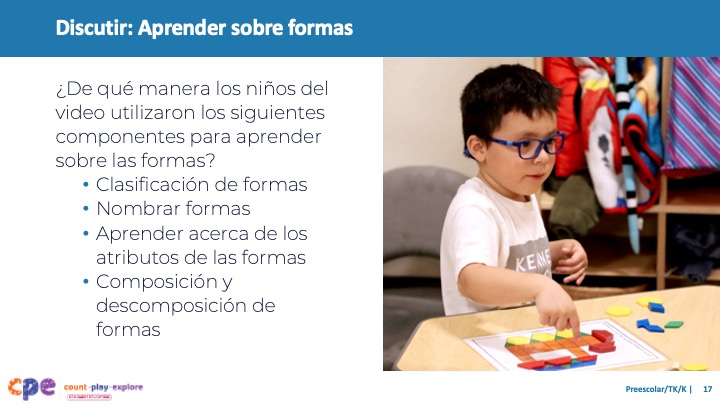 Discutir: Aprender sobre formas
¿De qué manera los niños del
video utilizaron los siguientes
componentes para aprender
sobre las formas?
• Clasificación de formas
• Nombrar formas
• Aprender acerca de los
atributos de las formas
• Composición y
descomposición de
formas
cpe
count·play·explore
Preescolar/TK/K | 17